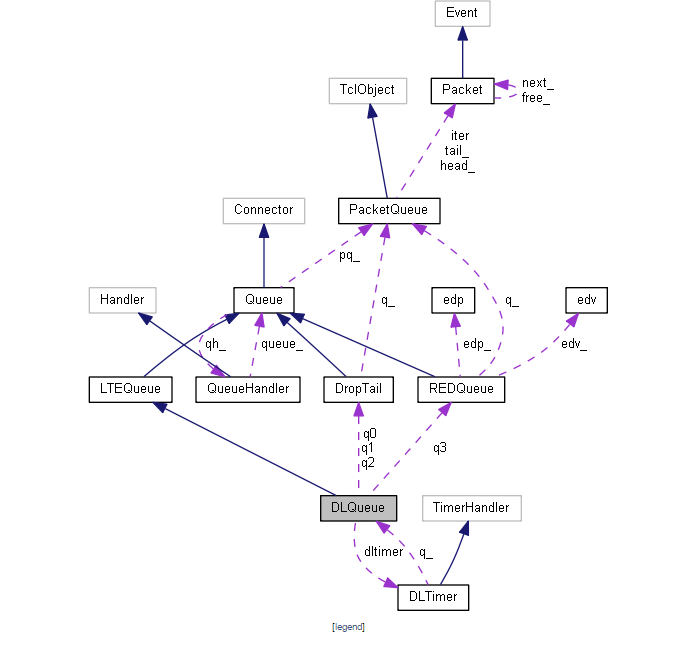 Event
TclObject
Packet
next_
free_
iter
tail_
head_
Connector
PacketQueue
pq_
Handler
Queue
q_
edp
q_
edv
qh_
queue_
edp_
edv_
LTEQueue
QueueHandler
DropTail
REDQueue
q0
q1
q2
q3
DLQueue
TimerHandler
dltimer
q_
DLTimer
[legend]